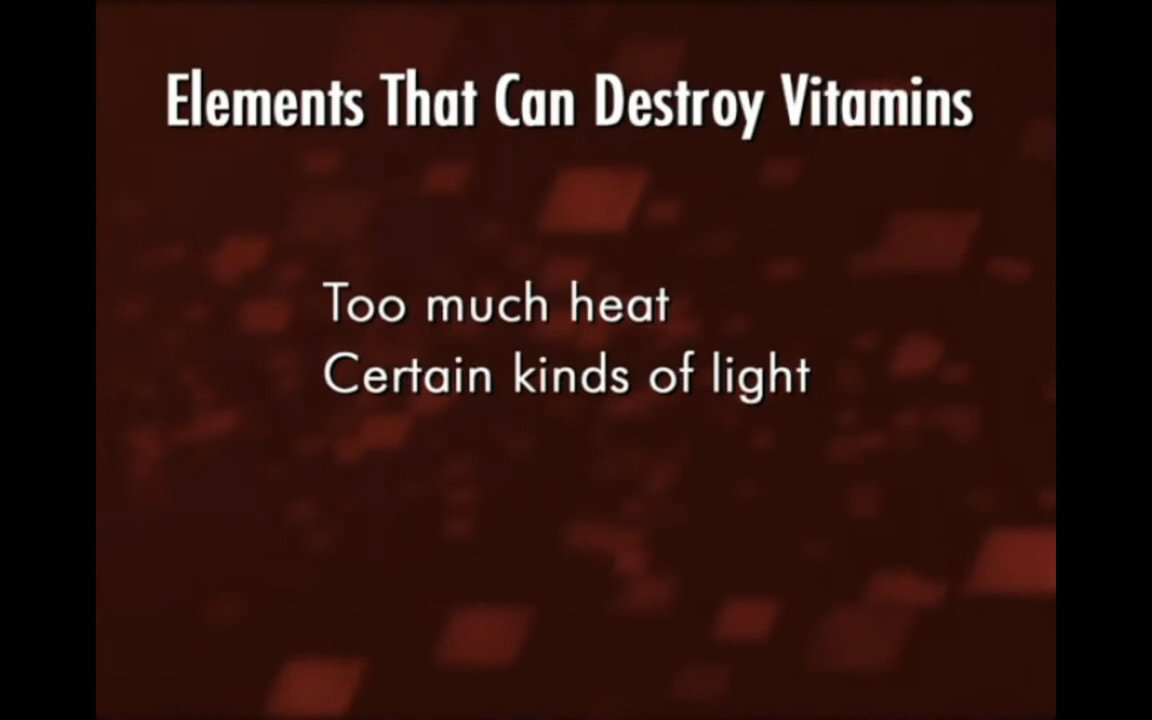 Elements That Can Destroy Vitamins
Too much heat
Certain kinds of light